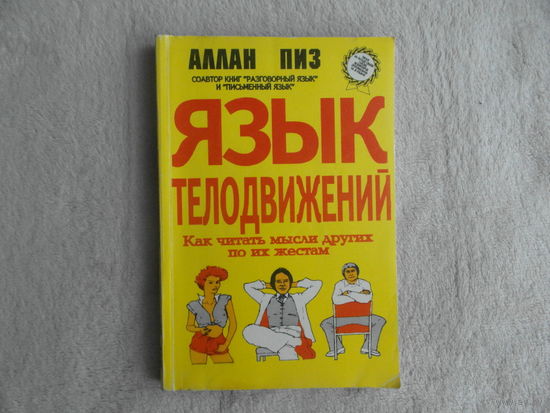 АЛЛАН ПИЗ
СОАВТОР КНИГ "РАЗГОВОРНЫЙ ЯЗЫК"
И "ПИСЬМЕННЫЙ ЯЗЫК"
ЯЗЫК
ТЕЛОДВИЖЕНИЙ
Как читать мысли других
по их жестам